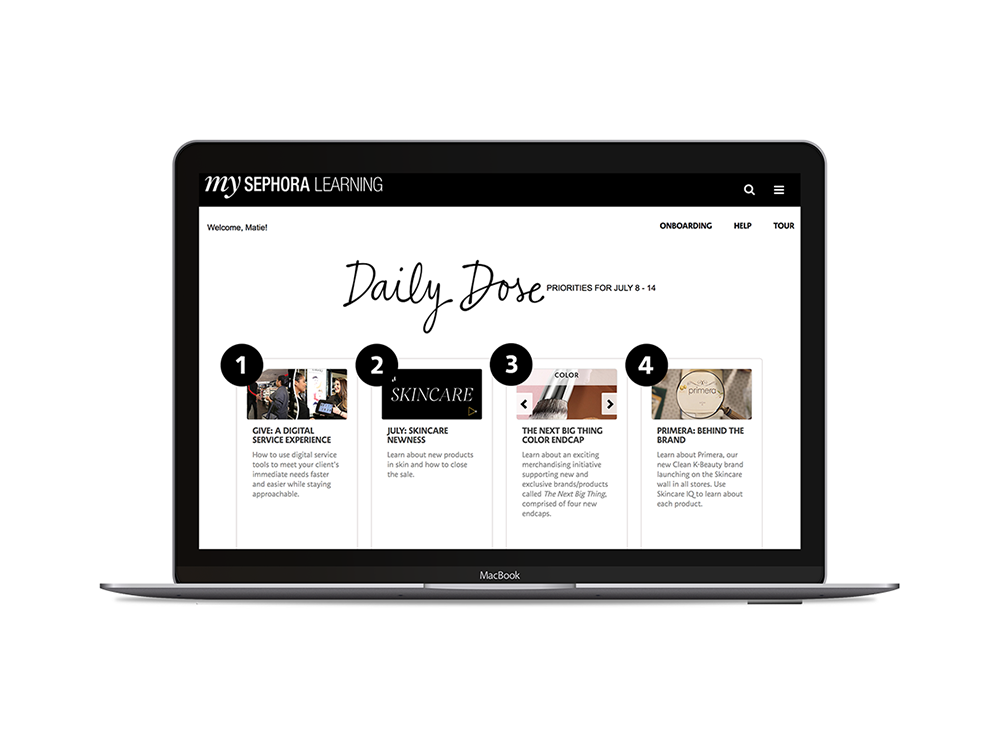 my SEPHORA LEARNING
Welcome, Matie!
ONBOARDING HELP TOUR
Daily Dose PRIORITIES FOR JULY 8 - 14
1
GIVE: A DIGITAL
SERVICE EXPERIENCE
How to use digital service
tools to meet your client's
immediate needs faster
and easier while staying
approachable.
2
SKINCARE
JULY: SKINCARE
NEWNESS
Learn about new products
in skin and how to close
the sale.
3
COLOR
THE NEXT BIG THING
COLOR ENDCAP
Learn about an exciting
merchandising initiative
supporting new and
exclusive brands/products
called The Next Big Thing,
comprised of four new
endcaps.
4
primera
PRIMERA: BEHIND THE
BRAND
Learn about Primera, our
new Clean K-Beauty brand
launching on the Skincare
wall in all stores. Use
Skincare IQ to learn about
each product.
MacBook